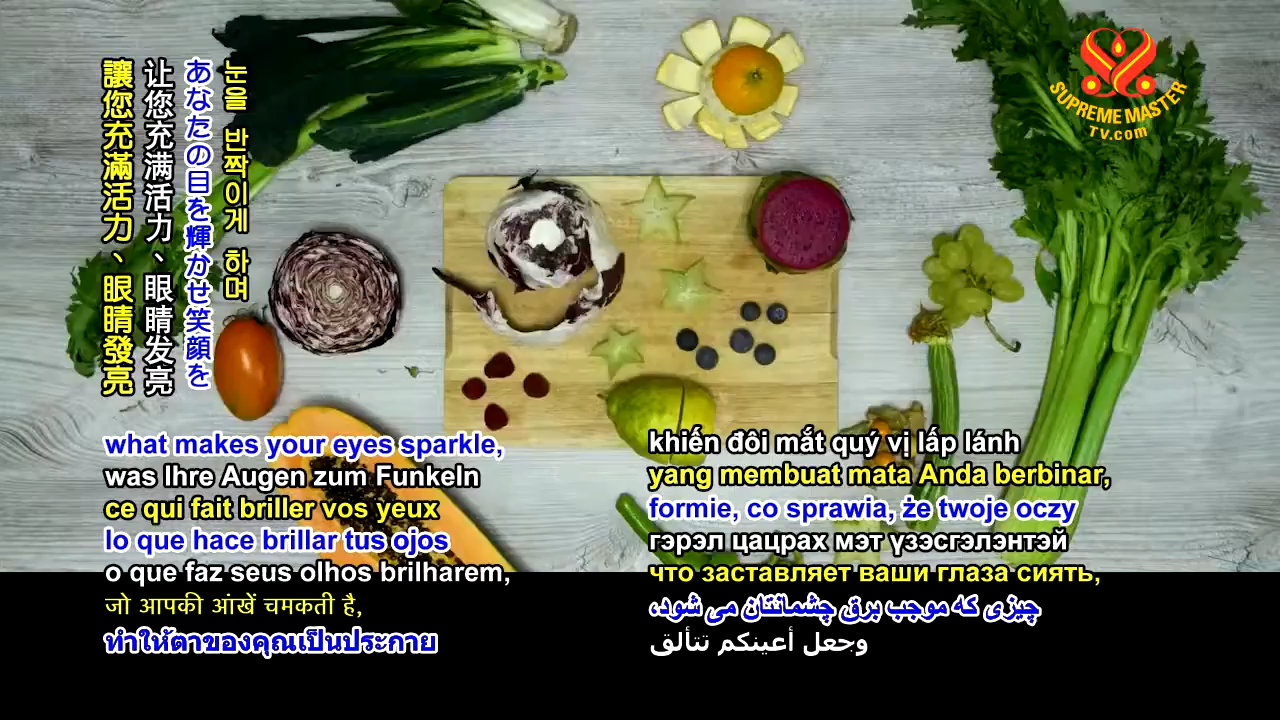 SUPREME MASTER
TV.com
눈을 반짝이게 하며
あなたの目を輝かせ笑顔を
让您充满活力、眼睛发亮
讓您充滿活力、眼睛發亮
what makes your eyes sparkle,
was Ihre Augen zum Funkeln
ce qui fait briller vos yeux
lo que hace brillar tus ojos
o que faz seus olhos brilharem,
जो आपकी आंखें चमकती है,
ทำให้ตาของคุณเป็นประกาย
khiến đôi mắt quý vị lấp lánh
yang membuat mata Anda berbinar,
formie, co sprawia, że twoje oczy
гэрэл цацрах мэт үзэсгэлэнтэй
что заставляет ваши глаза сиять,
چیزی که موجب برق چشمانتان می شود،
وجعل أعينكم تتألق